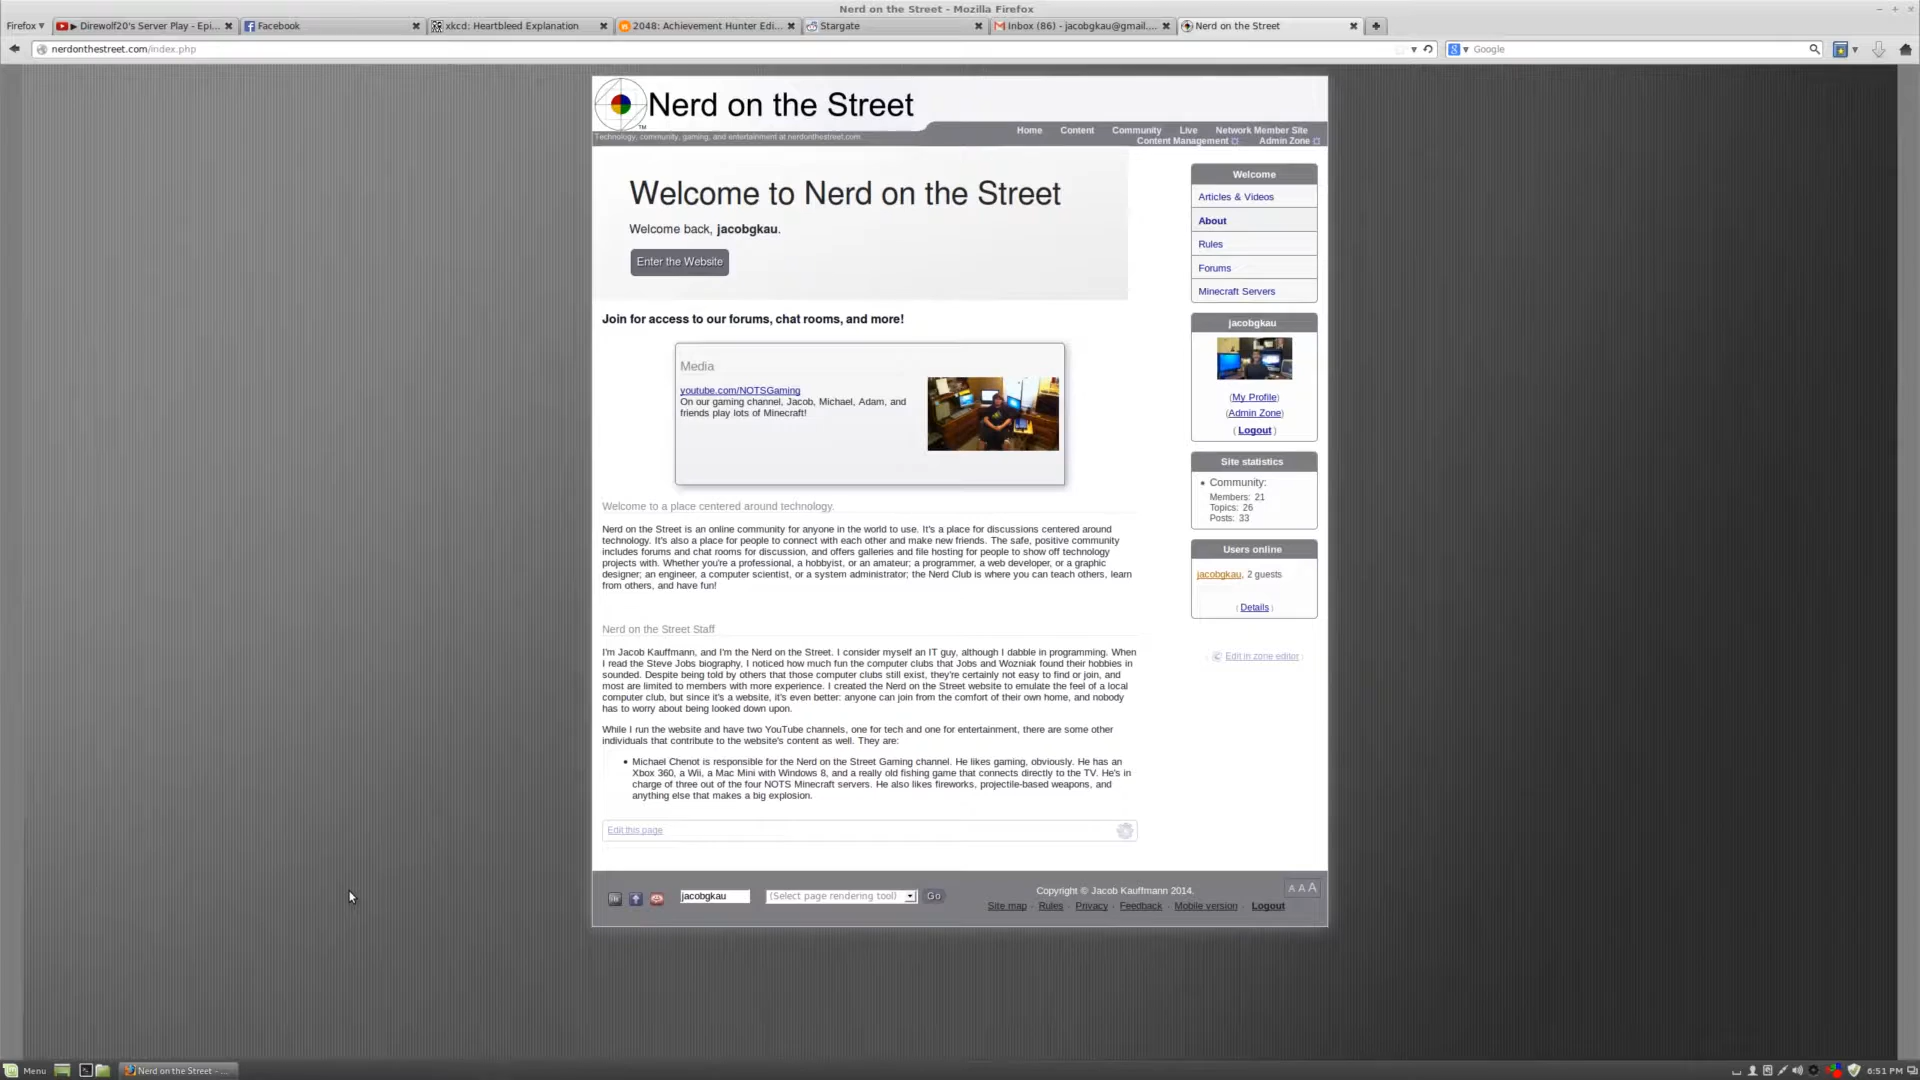 Nerd on the Street - Mozilla Firefox
Firefox
Direwolf20's Server Play - Epi...
Facebook
xkcd: Heartbleed Explanation
2048: Achievement Hunter Edi...
Stargate
Inbox (86) - jacobgkau@gmail....
Nerd on the Street
nerdonthestreet.com/index.php
Google
Nerd on the Street
TM
Technology, community, gaming, and entertainment at nerdonthestreet.com.
Home Content Community Live Network Member Site
Content Management Admin Zone
Welcome to Nerd on the Street
Welcome back, jacobgkau.
Enter the Website
Join for access to our forums, chat rooms, and more!
Media
youtube.com/NOTSGaming
On our gaming channel, Jacob, Michael, Adam, and
friends play lots of Minecraft!
Welcome to a place centered around technology.
Nerd on the Street is an online community for anyone in the world to use. It's a place for discussions centered around
technology. It's also a place for people to connect with each other and make new friends. The safe, positive community
includes forums and chat rooms for discussion, and offers galleries and file hosting for people to show off technology
projects with. Whether you're a professional, a hobbyist, or an amateur; a programmer, a web developer, or a graphic
designer; an engineer, a computer scientist, or a system administrator; the Nerd Club is where you can teach others, learn
from others, and have fun!
Nerd on the Street Staff
I'm Jacob Kauffmann, and I'm the Nerd on the Street. I consider myself an IT guy, although I dabble in programming. When
I read the Steve Jobs biography, I noticed how much fun the computer clubs that Jobs and Wozniak found their hobbies in
sounded. Despite being told by others that those computer clubs still exist, they're certainly not easy to find or join, and
most are limited to members with more experience. I created the Nerd on the Street website to emulate the feel of a local
computer club, but since it's a website, it's even better: anyone can join from the comfort of their own home, and nobody
has to worry about being looked down upon.
While I run the website and have two YouTube channels, one for tech and one for entertainment, there are some other
individuals that contribute to the website's content as well. They are:
• Michael Chenot is responsible for the Nerd on the Street Gaming channel. He likes gaming, obviously. He has an
Xbox 360, a Wii, a Mac Mini with Windows 8, and a really old fishing game that connects directly to the TV. He's in
charge of three out of the four NOTS Minecraft servers. He also likes fireworks, projectile-based weapons, and
anything else that makes a big explosion.
Edit this page
Welcome
Articles & Videos
About
Rules
Forums
Minecraft Servers
jacobgkau
(My Profile)
(Admin Zone)
( Logout )
Site statistics
• Community:
Members: 21
Topics: 26
Posts: 33
Users online
jacobgkau, 2 guests
( Details )
Edit in zone editor
jacobgkau
(Select page rendering tool)
Go
Copyright © Jacob Kauffmann 2014.
Site map · Rules · Privacy · Feedback · Mobile version · Logout
A A A
Menu
Nerd on the Street - ...
6:51 PM